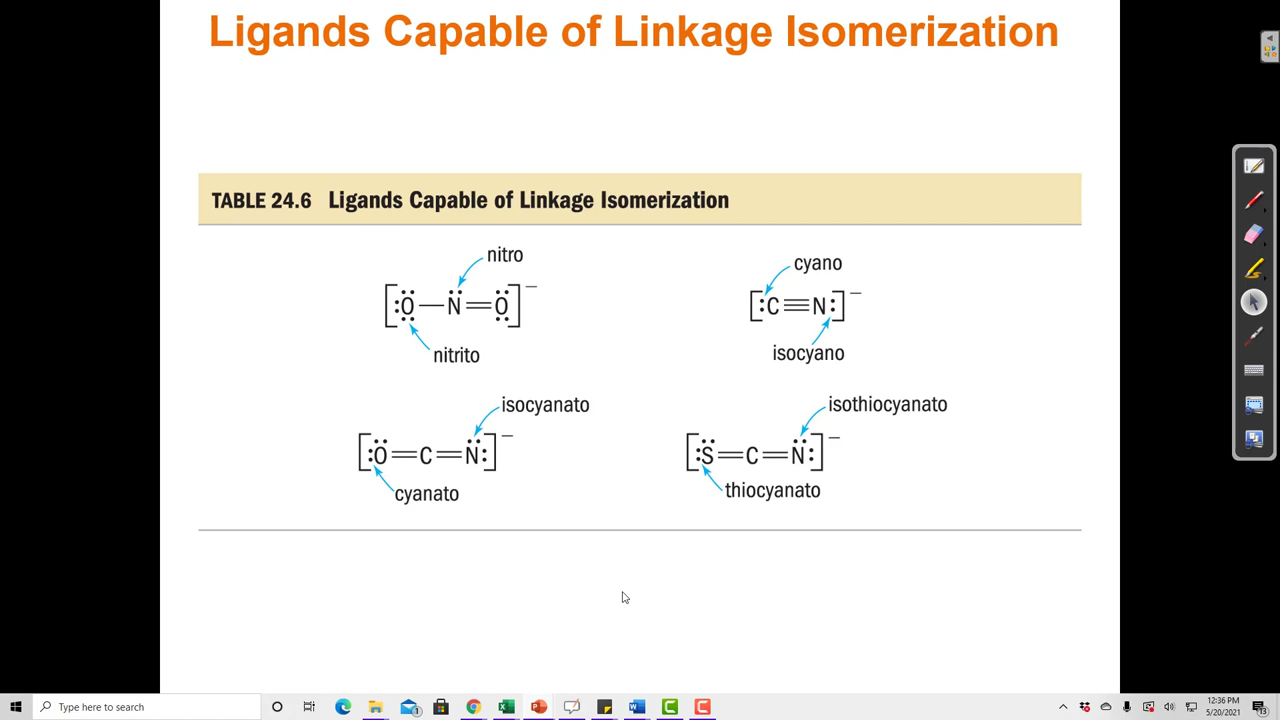 Ligands Capable of Linkage Isomerization
TABLE 24.6 Ligands Capable of Linkage Isomerization
nitro
[:O—N=O]−
nitrito
cyano
[:C≡N:]−
isocyano
isocyanato
[:O=C=N:]−
cyanato
isothiocyanato
[:S=C=N:]−
thiocyanato
Type here to search
12:36 PM
5/20/2021